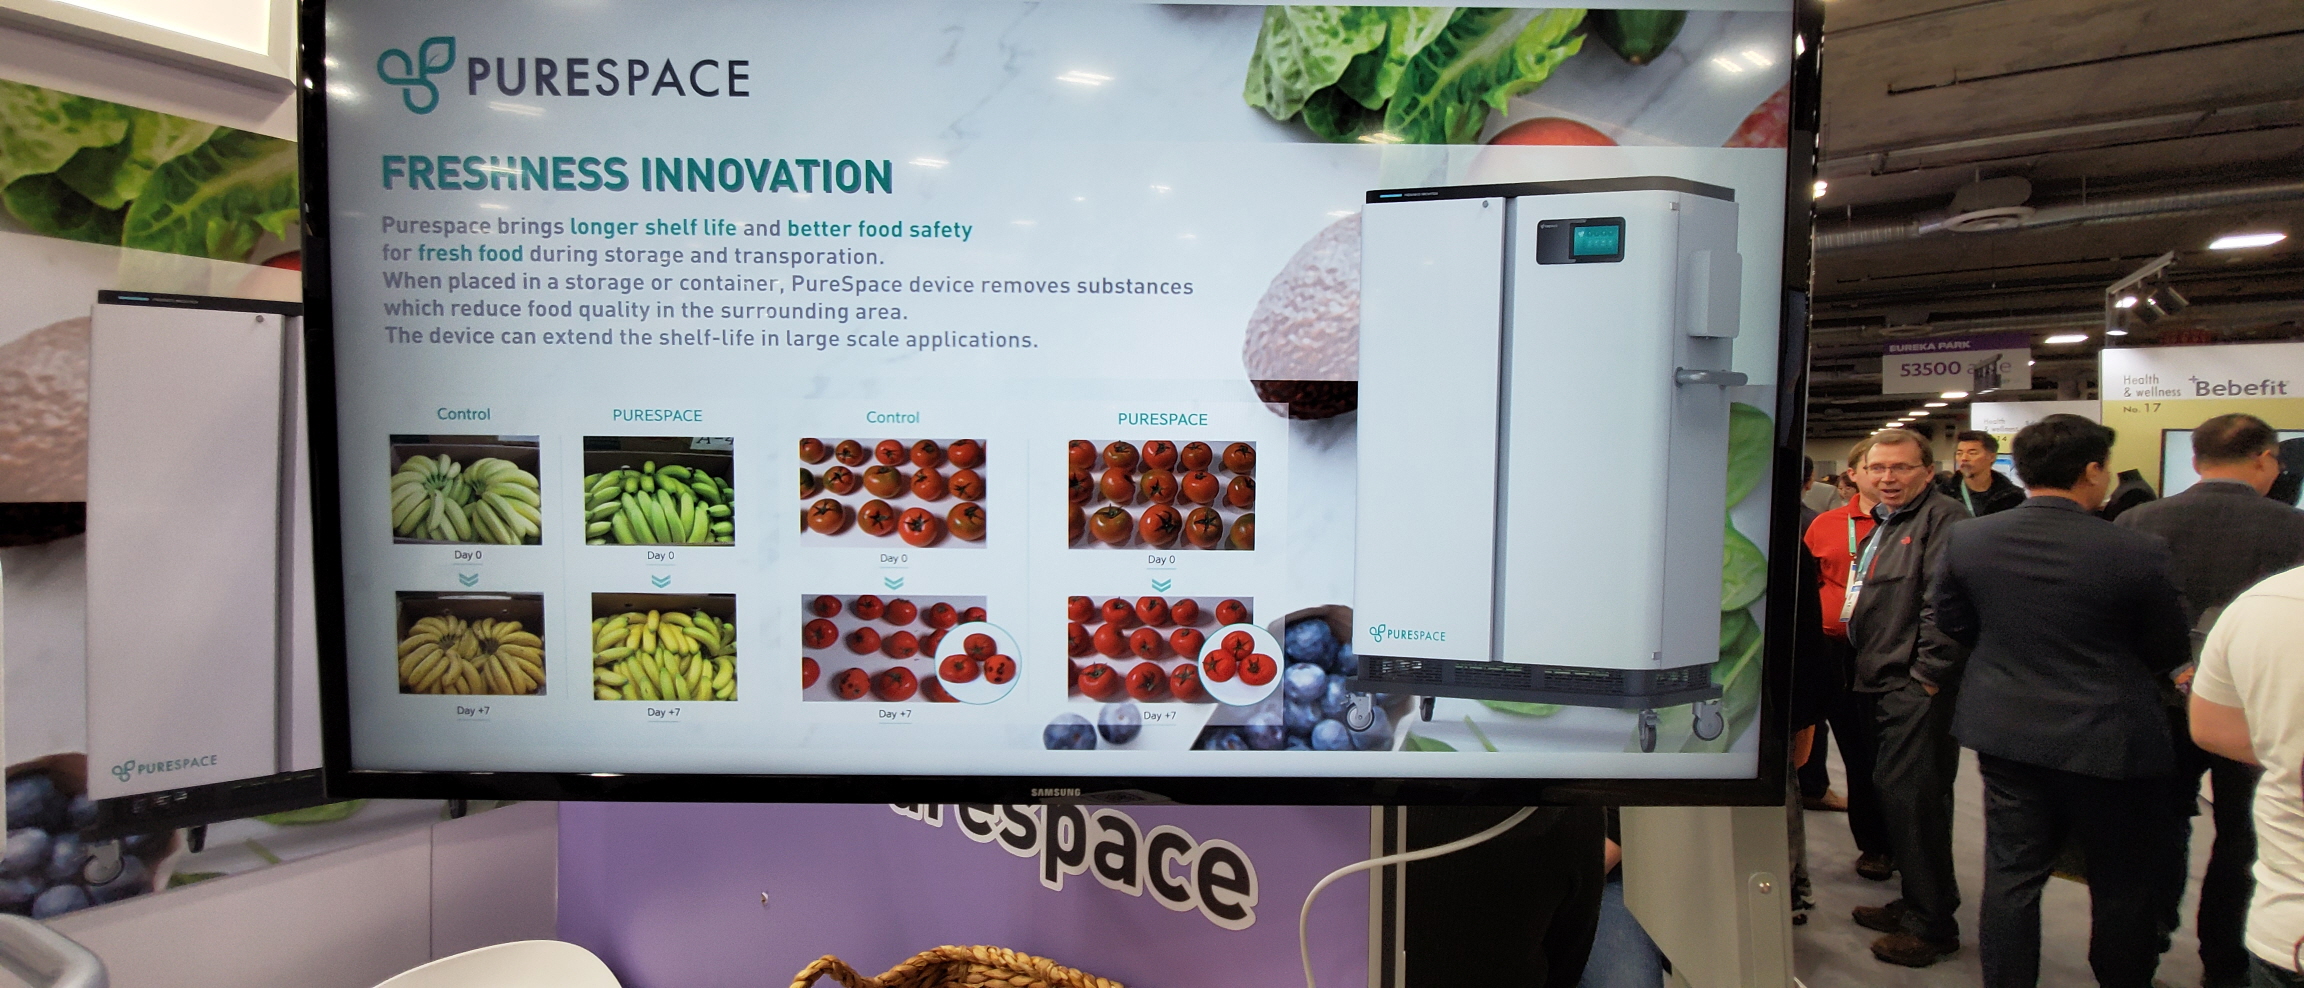 PURESPACE
FRESHNESS INNOVATION
Purespace brings longer shelf life and better food safety
for fresh food during storage and transporation.
When placed in a storage or container, PureSpace device removes substances
which reduce food quality in the surrounding area.
The device can extend the shelf-life in large scale applications.
Control
PURESPACE
Control
PURESPACE
Day 0
Day 0
Day 0
Day 0
Day +7
Day +7
Day +7
Day +7
PURESPACE
PURESPACE
SAMSUNG
urespace
EUREKA PARK
53500
Health
& wellness
No. 17
+Bebefit